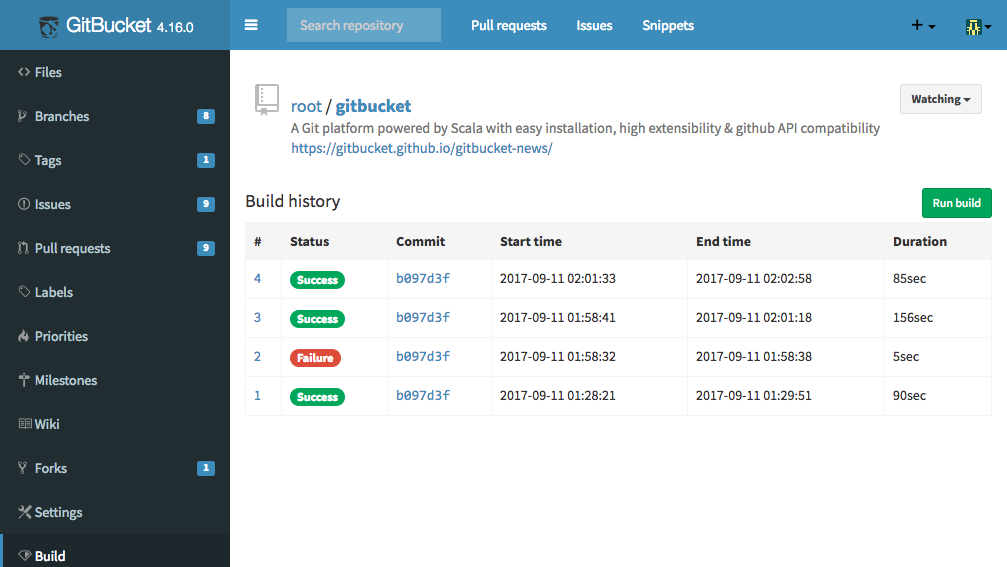 GitBucket 4.16.0
Search repository
Pull requests
Issues
Snippets
+
Files
Branches 8
Tags 1
Issues 9
Pull requests 9
Labels
Priorities
Milestones
Wiki
Forks 1
Settings
Build
root / gitbucket
Watching
A Git platform powered by Scala with easy installation, high extensibility & github API compatibility
https://gitbucket.github.io/gitbucket-news/
Build history
Run build
# Status Commit Start time End time Duration
4 Success b097d3f 2017-09-11 02:01:33 2017-09-11 02:02:58 85sec
3 Success b097d3f 2017-09-11 01:58:41 2017-09-11 02:01:18 156sec
2 Failure b097d3f 2017-09-11 01:58:32 2017-09-11 01:58:38 5sec
1 Success b097d3f 2017-09-11 01:28:21 2017-09-11 01:29:51 90sec